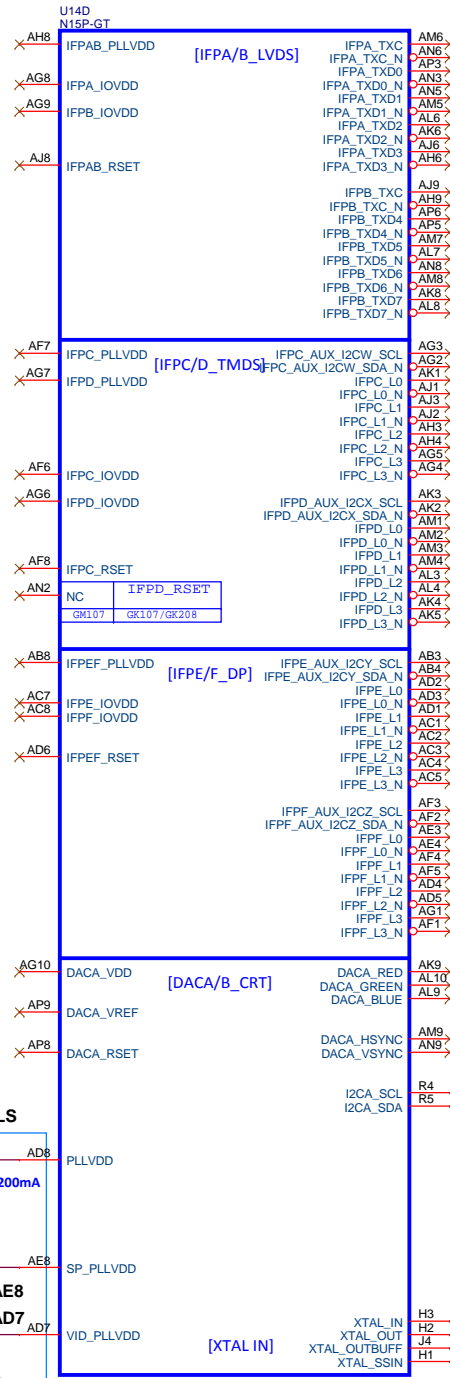 U14D
N15P-GT
AH8 IFPAB_PLLVDD [IFPA/B_LVDS] IFPA_TXC AM6
IFPA_TXC_N AN6
IFPA_TXD0 AP3
AG8 IFPA_IOVDD IFPA_TXD0_N AN3
IFPA_TXD1 AN5
AG9 IFPB_IOVDD IFPA_TXD1_N AM5
IFPA_TXD2 AL6
IFPA_TXD2_N AK6
IFPA_TXD3 AJ6
AJ8 IFPAB_RSET IFPA_TXD3_N AH6
IFPB_TXC AJ9
IFPB_TXC_N AH9
IFPB_TXD4 AP6
IFPB_TXD4_N AP5
IFPB_TXD5 AM7
IFPB_TXD5_N AL7
IFPB_TXD6 AN8
IFPB_TXD6_N AM8
IFPB_TXD7 AK8
IFPB_TXD7_N AL8
AF7 IFPC_PLLVDD [IFPC/D_TMDS] IFPC_AUX_I2CW_SCL AG3
IFPC_AUX_I2CW_SDA_N AG2
AG7 IFPD_PLLVDD IFPC_L0 AK1
IFPC_L0_N AJ1
IFPC_L1 AJ3
IFPC_L1_N AJ2
IFPC_L2 AH3
IFPC_L2_N AH4
IFPC_L3 AG5
AF6 IFPC_IOVDD IFPC_L3_N AG4
AG6 IFPD_IOVDD IFPD_AUX_I2CX_SCL AK3
IFPD_AUX_I2CX_SDA_N AK2
IFPD_L0 AM1
IFPD_L0_N AM2
IFPD_L1 AM3
AF8 IFPC_RSET IFPD_L1_N AM4
IFPD_L2 AL3
AN2 NC IFPD_RSET IFPD_L2_N AL4
IFPD_L3 AK4
GM107 GK107/GK208 IFPD_L3_N AK5
AB8 IFPEF_PLLVDD [IFPE/F_DP] IFPE_AUX_I2CY_SCL AB3
IFPE_AUX_I2CY_SDA_N AB4
IFPE_L0 AD2
AC7 IFPE_IOVDD IFPE_L0_N AD3
AC8 IFPF_IOVDD IFPE_L1 AD1
IFPE_L1_N AC1
IFPE_L2 AC2
AD6 IFPEF_RSET IFPE_L2_N AC3
IFPE_L3 AC4
IFPE_L3_N AC5
IFPF_AUX_I2CZ_SCL AF3
IFPF_AUX_I2CZ_SDA_N AF2
IFPF_L0 AE3
IFPF_L0_N AE4
IFPF_L1 AF4
IFPF_L1_N AF5
IFPF_L2 AD4
IFPF_L2_N AD5
IFPF_L3 AG1
IFPF_L3_N AF1
AG10 DACA_VDD [DACA/B_CRT] DACA_RED AK9
DACA_GREEN AL10
DACA_BLUE AL9
AP9 DACA_VREF
DACA_HSYNC AM9
AP8 DACA_RSET DACA_VSYNC AN9
I2CA_SCL R4
I2CA_SDA R5
LS
AD8 PLLVDD
200mA
AE8 SP_PLLVDD
AE8
AD7
XTAL_IN H3
AD7 VID_PLLVDD XTAL_OUT H2
[XTAL IN] XTAL_OUTBUFF J4
XTAL_SSIN H1